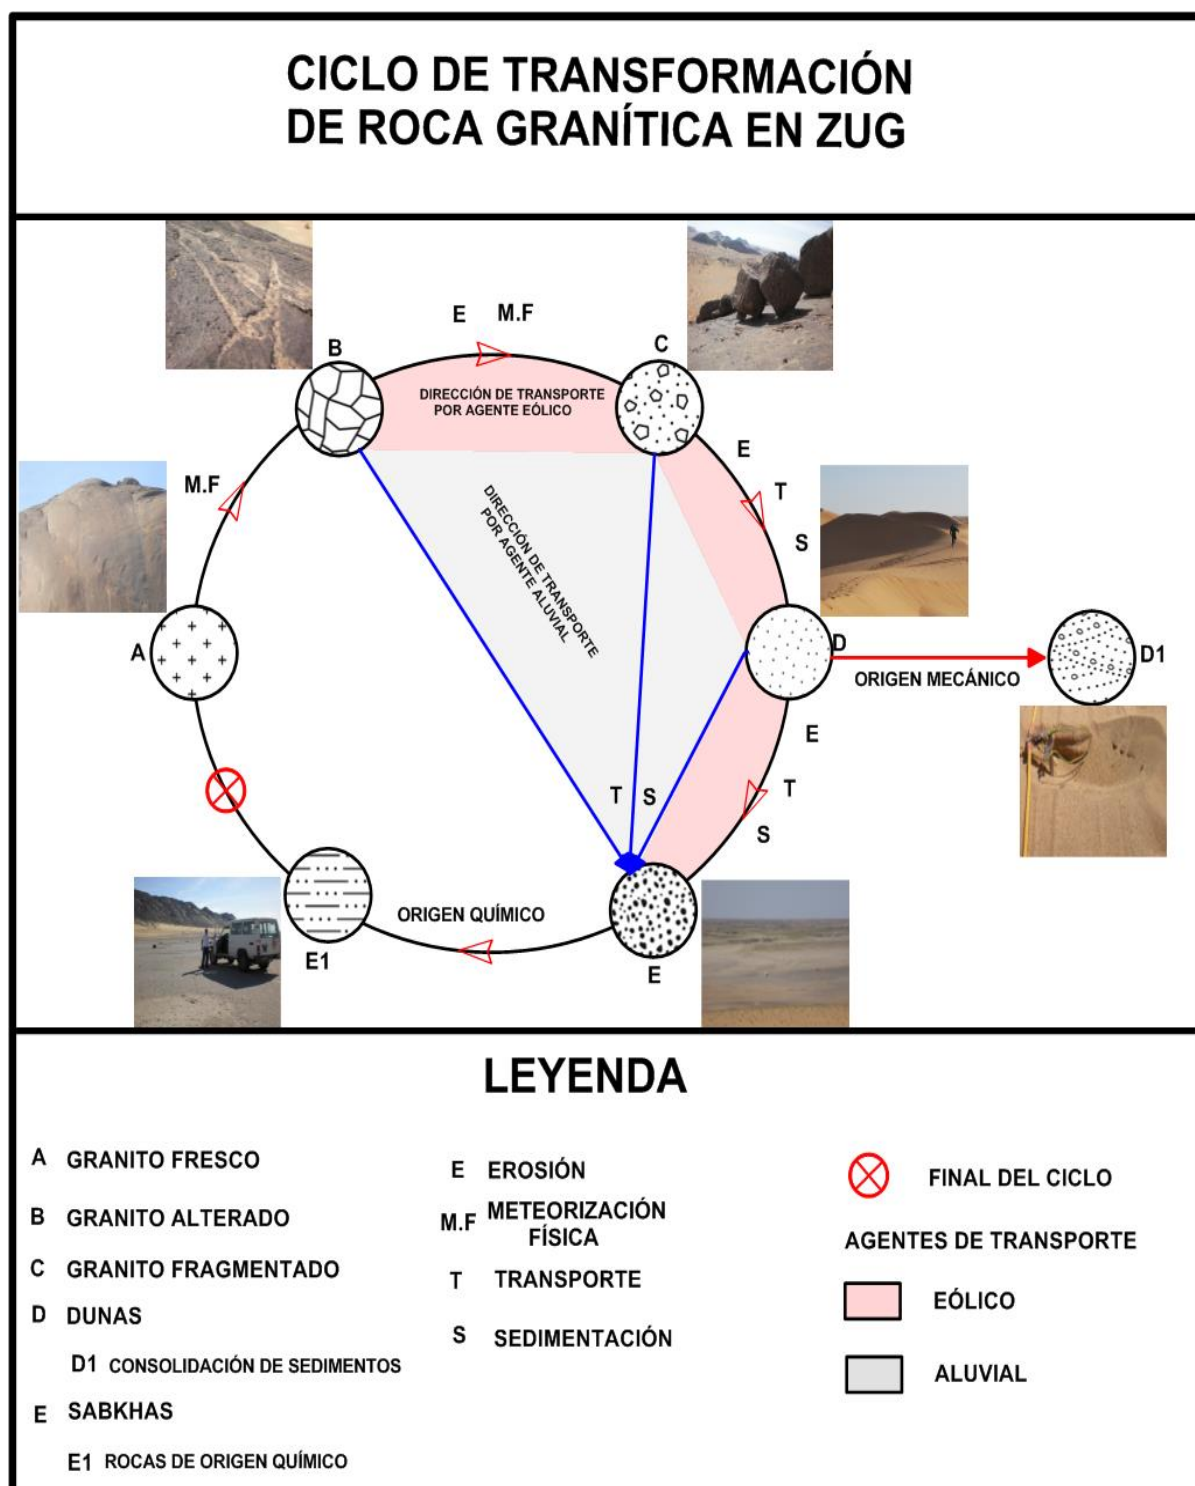 CICLO DE TRANSFORMACIÓN
DE ROCA GRANÍTICA EN ZUG
E M.F
B
C
DIRECCIÓN DE TRANSPORTE
POR AGENTE EÓLICO
M.F
E
T
S
DIRECCIÓN DE TRANSPORTE
POR AGENTE ALUVIAL
A
D
D1
ORIGEN MECÁNICO
E
T
S
T S
ORIGEN QUÍMICO
E1
E
LEYENDA
A GRANITO FRESCO
B GRANITO ALTERADO
C GRANITO FRAGMENTADO
D DUNAS
D1 CONSOLIDACIÓN DE SEDIMENTOS
E SABKHAS
E1 ROCAS DE ORIGEN QUÍMICO
E EROSIÓN
M.F METEORIZACIÓN
FÍSICA
T TRANSPORTE
S SEDIMENTACIÓN
FINAL DEL CICLO
AGENTES DE TRANSPORTE
EÓLICO
ALUVIAL